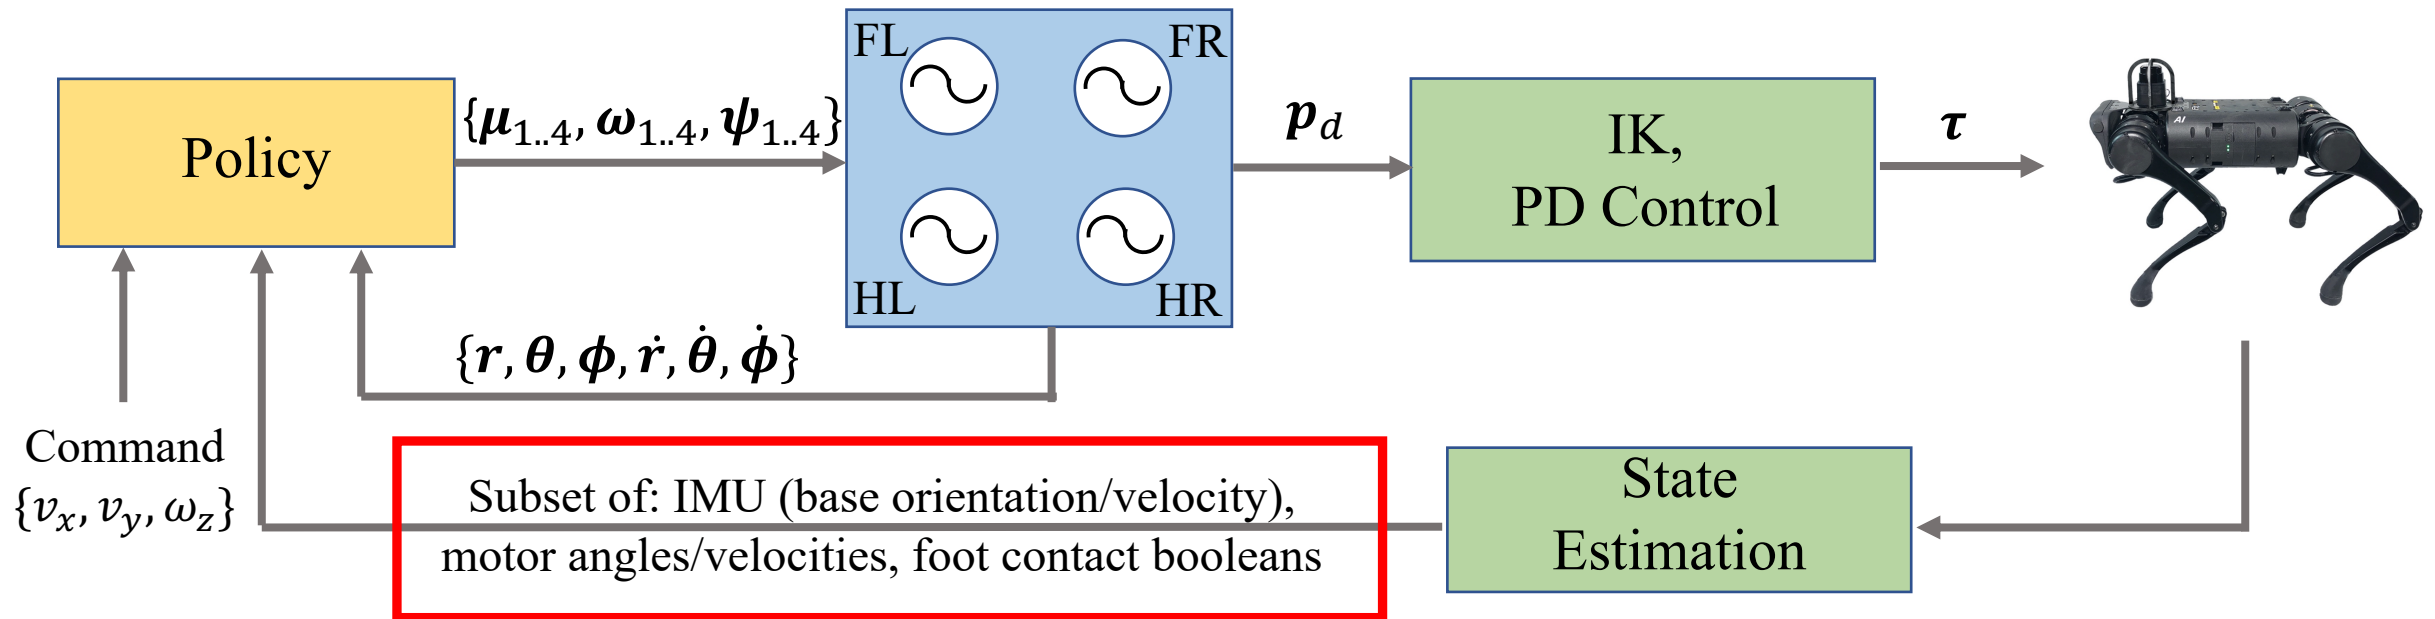 FL
FR
Policy
{μ1..4, ω1..4, ψ1..4}
HL
HR
pd
IK,
PD Control
τ
AI
{r, θ, ϕ, ṙ, θ̇, ϕ̇}
Command
{vx, vy, ωz}
Subset of: IMU (base orientation/velocity),
motor angles/velocities, foot contact booleans
State
Estimation